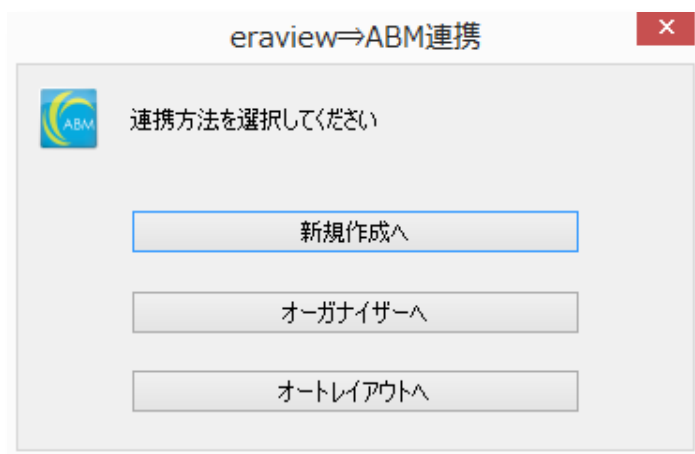 eraview⇒ABM連携
ABM
連携方法を選択してください
新規作成へ
オーガナイザーへ
オートレイアウトへ